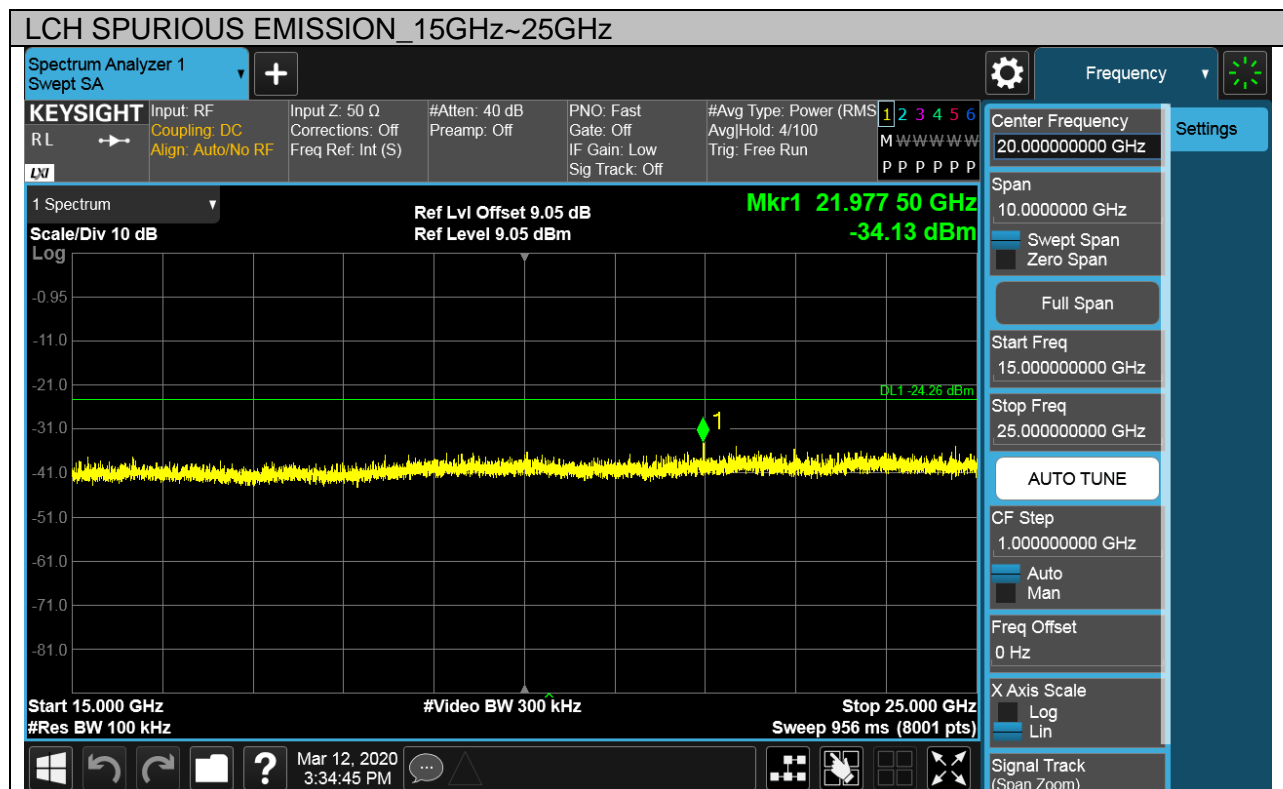 LCH SPURIOUS EMISSION_15GHz~25GHz
Spectrum Analyzer 1
Swept SA
Frequency
KEYSIGHT
RL
LXI
Input: RF
Coupling: DC
Align: Auto/No RF
Input Z: 50 Ω
Corrections: Off
Freq Ref: Int (S)
#Atten: 40 dB
Preamp: Off
PNO: Fast
Gate: Off
IF Gain: Low
Sig Track: Off
#Avg Type: Power (RMS
Avg|Hold: 4/100
Trig: Free Run
1 2 3 4 5 6
M W W W W W
P P P P P P
1 Spectrum
Scale/Div 10 dB
Log
Ref Lvl Offset 9.05 dB
Ref Level 9.05 dBm
Mkr1 21.977 50 GHz
-34.13 dBm
-0.95
-11.0
-21.0
DL1 -24.26 dBm
-31.0
1
-41.0
-51.0
-61.0
-71.0
-81.0
Start 15.000 GHz
#Res BW 100 kHz
#Video BW 300 kHz
Stop 25.000 GHz
Sweep 956 ms (8001 pts)
Mar 12, 2020
3:34:45 PM
Center Frequency
20.000000000 GHz
Settings
Span
10.0000000 GHz
Swept Span
Zero Span
Full Span
Start Freq
15.000000000 GHz
Stop Freq
25.000000000 GHz
AUTO TUNE
CF Step
1.000000000 GHz
Auto
Man
Freq Offset
0 Hz
X Axis Scale
Log
Lin
Signal Track
(Span Zoom)